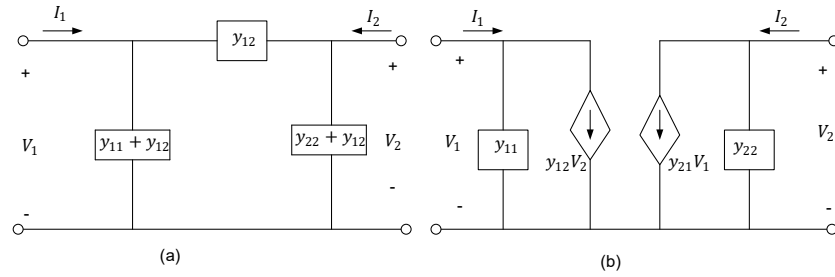 I₁ I₂ I₁ I₂
y₁₂
+ + + +
V₁ y₁₁ + y₁₂ y₂₂ + y₁₂ V₂ V₁ y₁₁ y₁₂V₂ y₂₁V₁ y₂₂ V₂
- - - -
(a) (b)